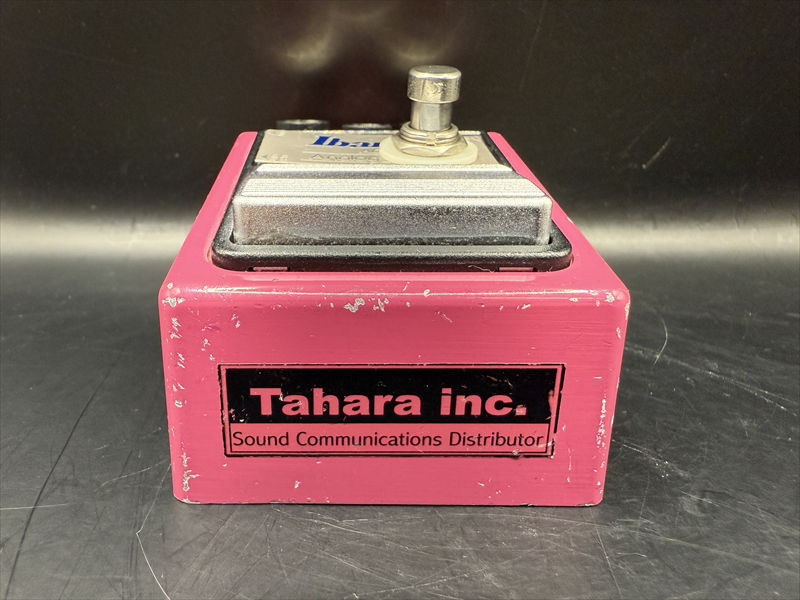 Tahara inc.
Sound Communications Distributor